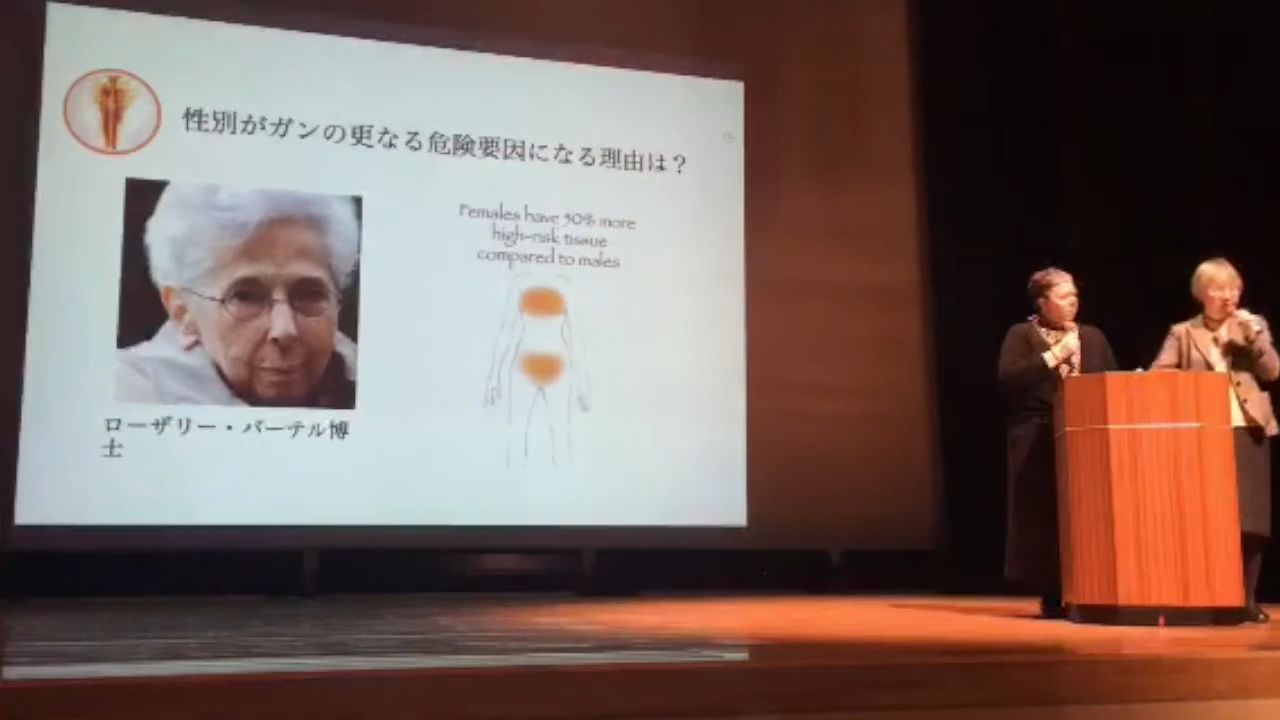 性別がガンの更なる危険要因になる理由は？
Females have 50% more
high-risk tissue
compared to males
ローザリー・バーテル博
士